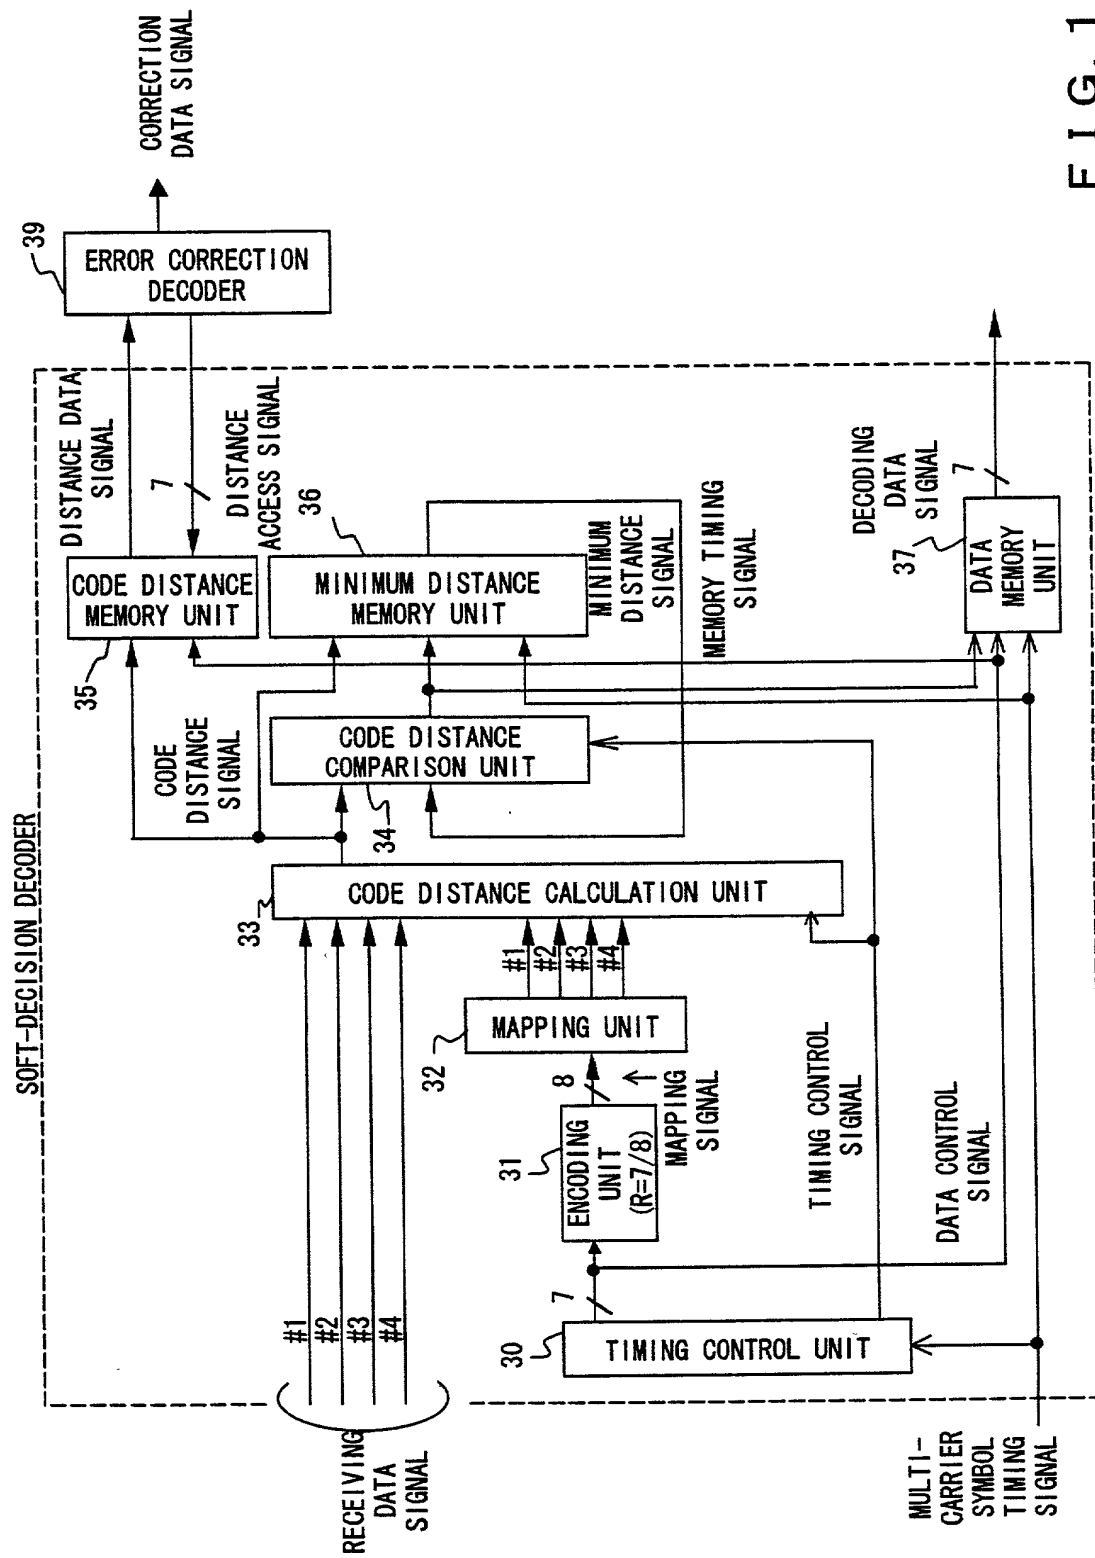 SOFT-DECISION DECODER
RECEIVING
DATA
SIGNAL
#1
#2
#3
#4
MULTI-
CARRIER
SYMBOL
TIMING
SIGNAL
30
TIMING CONTROL UNIT
7
31
ENCODING
UNIT
(R=7/8)
8
MAPPING
SIGNAL
32
MAPPING UNIT
#1
#2
#3
#4
TIMING CONTROL
SIGNAL
DATA CONTROL
SIGNAL
33
CODE DISTANCE CALCULATION UNIT
CODE
DISTANCE
SIGNAL
34
CODE DISTANCE
COMPARISON UNIT
35
CODE DISTANCE
MEMORY UNIT
36
MINIMUM DISTANCE
MEMORY UNIT
MINIMUM
DISTANCE
SIGNAL
MEMORY TIMING
SIGNAL
DISTANCE DATA
SIGNAL
7
DISTANCE
ACCESS SIGNAL
37
DATA
MEMORY
UNIT
DECODING
DATA
SIGNAL
7
39
ERROR CORRECTION
DECODER
CORRECTION
DATA SIGNAL
FIG. 1